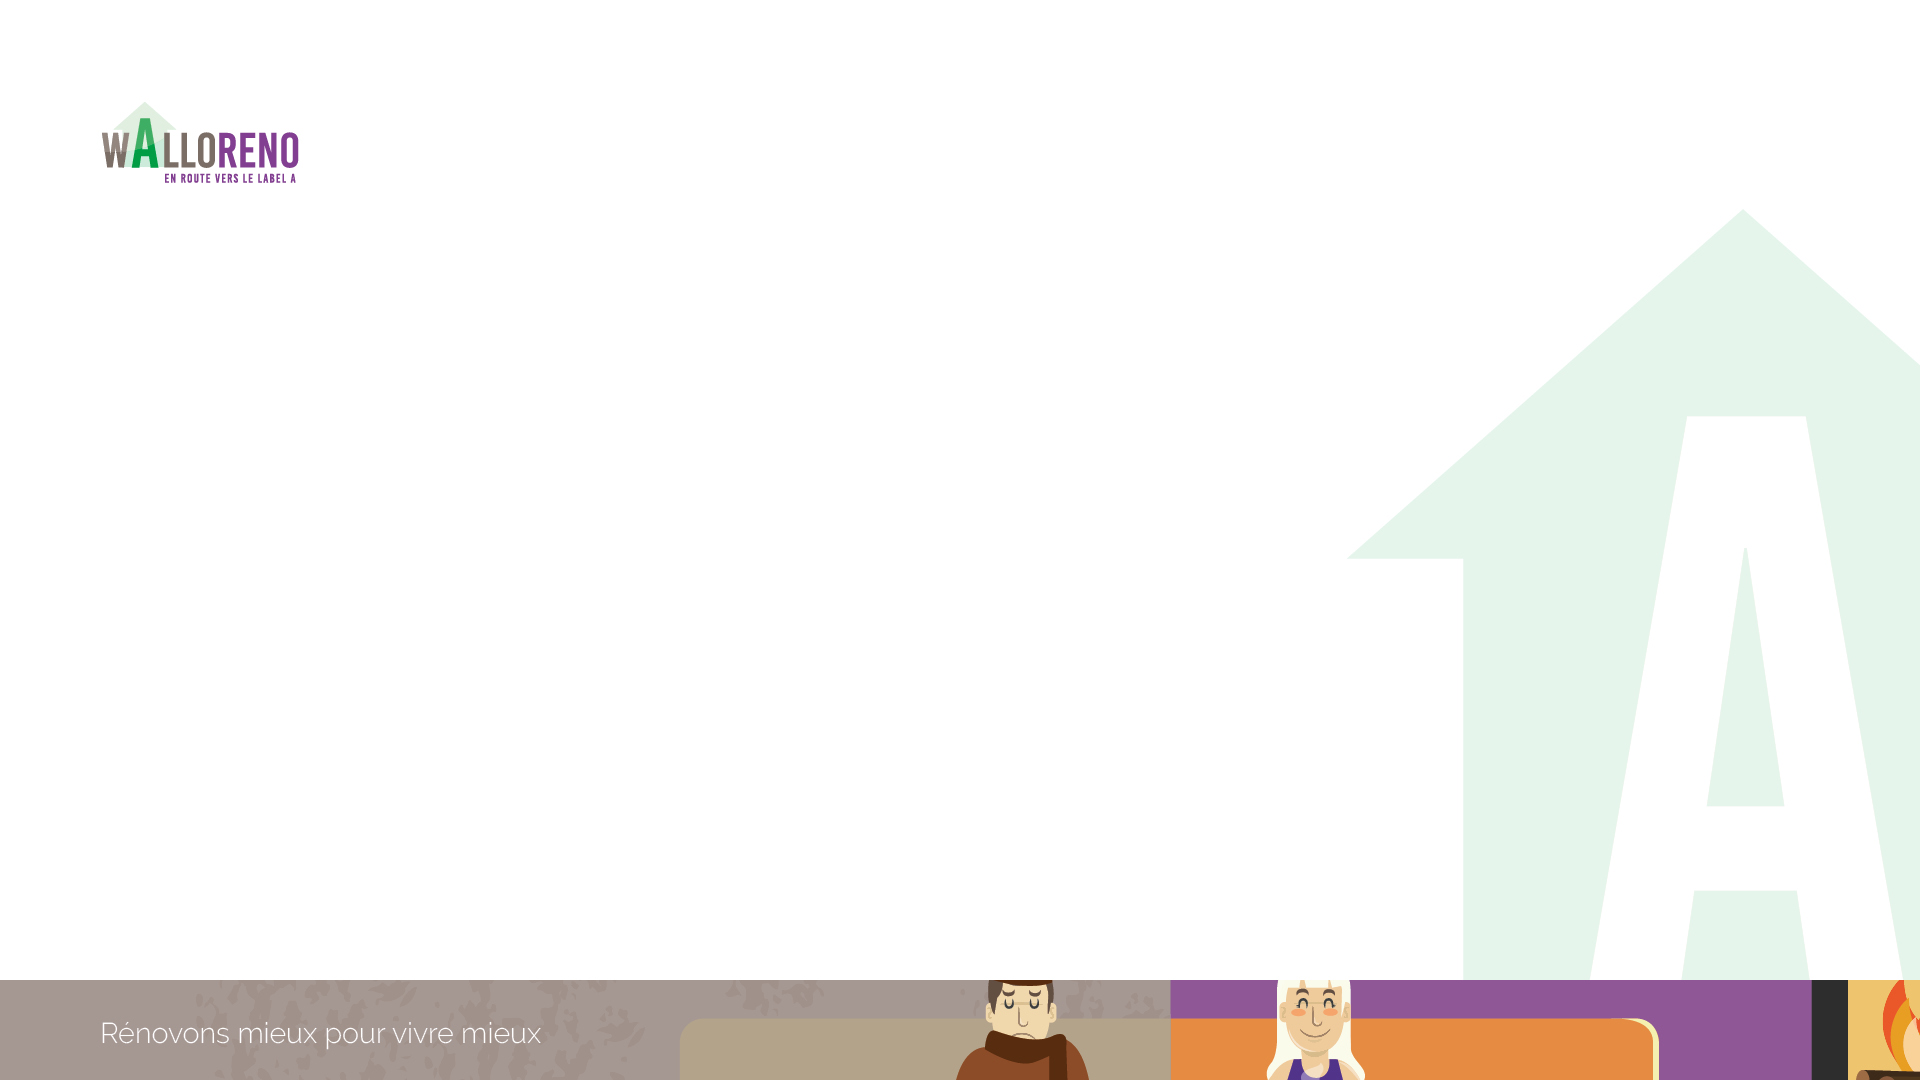 WALLORENO
EN ROUTE VERS LE LABEL A
A
Rénovons mieux pour vivre mieux